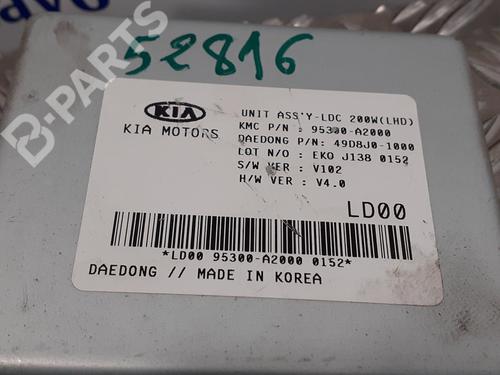 B-PARTS
52816
KIA
KIA MOTORS
UNIT ASS'Y-LDC 200W(LHD)
KMC P/N : 95300-A2000
DAEDONG P/N: 49D8J0-1000
LOT N/O : EKO J138 0152
S/W VER : V102
H/W VER : V4.0
LD00
*LD00 95300-A2000 0152*
DAEDONG // MADE IN KOREA